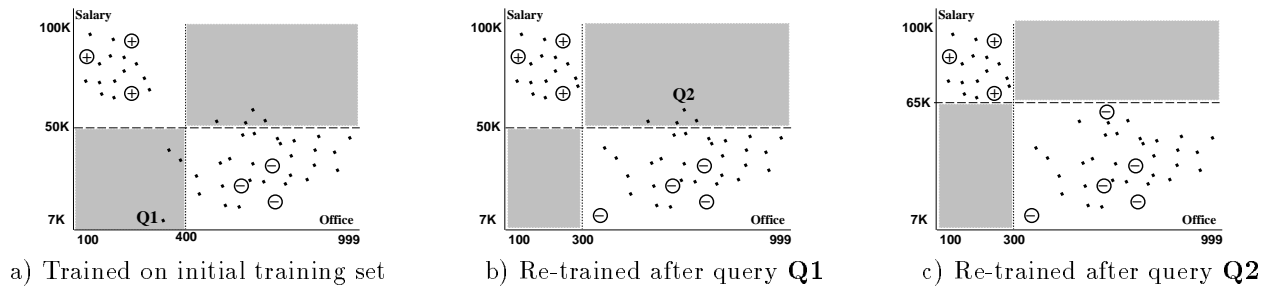 Salary
100K
50K
7K
Q1
Office
100
400
999
a) Trained on initial training set
Salary
100K
Q2
50K
7K
Office
100
300
999
b) Re-trained after query Q1
Salary
100K
65K
7K
Office
100
300
999
c) Re-trained after query Q2